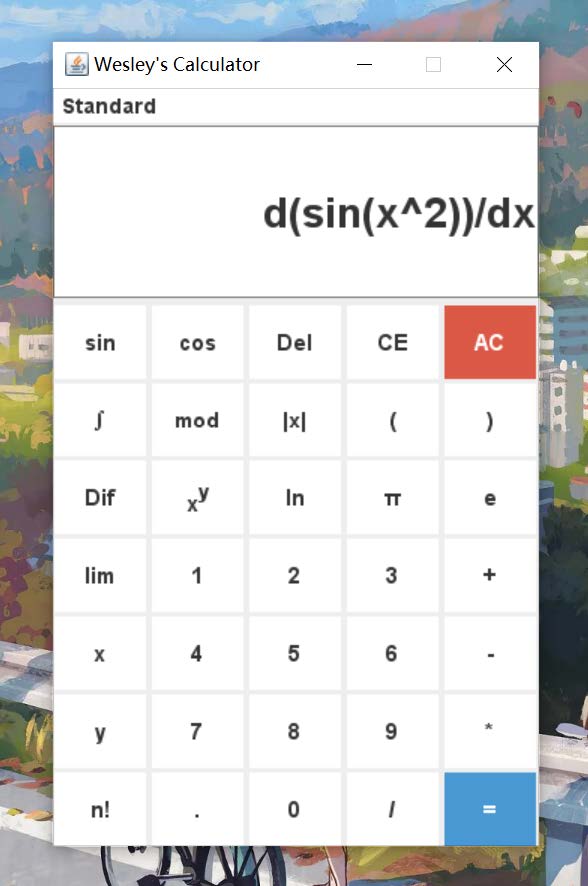 Wesley's Calculator
Standard
d(sin(x^2))/dx
sin cos Del CE AC
∫ mod |x| ( )
Dif x^y ln π e
lim 1 2 3 +
x 4 5 6 -
y 7 8 9 *
n! . 0 / =